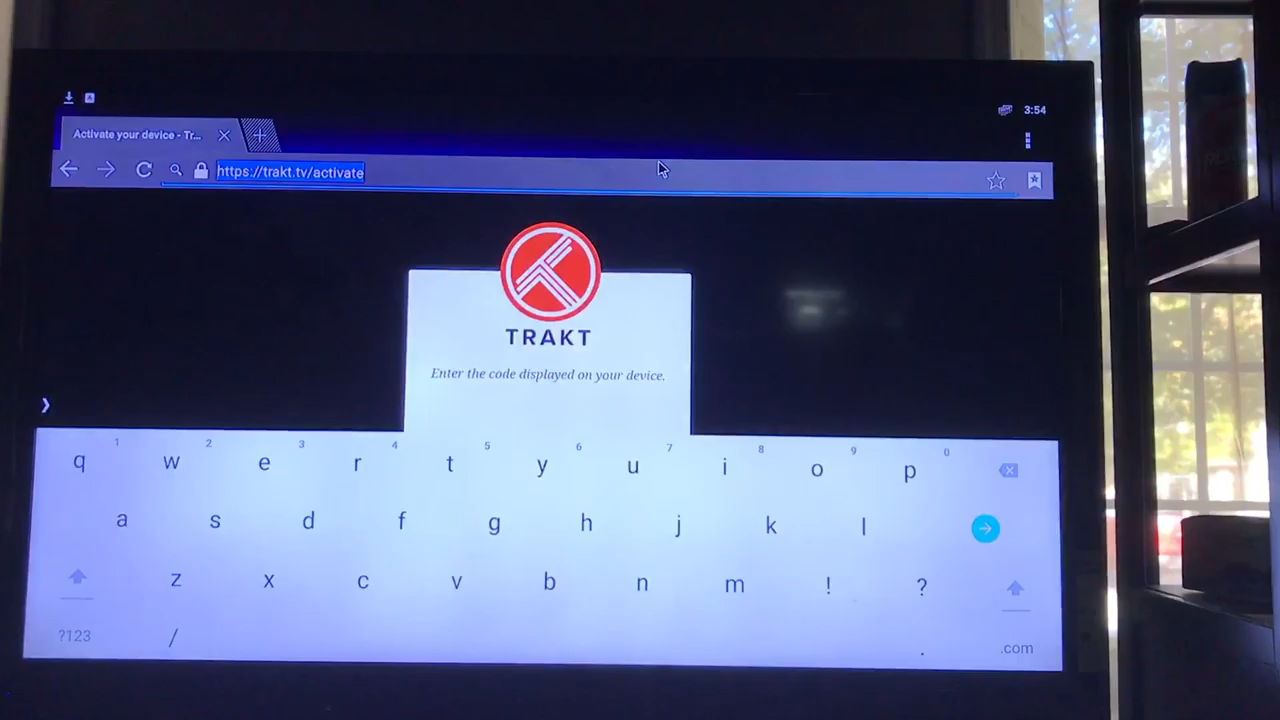 3:54
Activate your device - Tr...
https://trakt.tv/activate
TRAKT
Enter the code displayed on your device.
1 2 3 4 5 6 7 8 9 0
q w e r t y u i o p
a s d f g h j k l
z x c v b n m ! ?
?123 / . .com